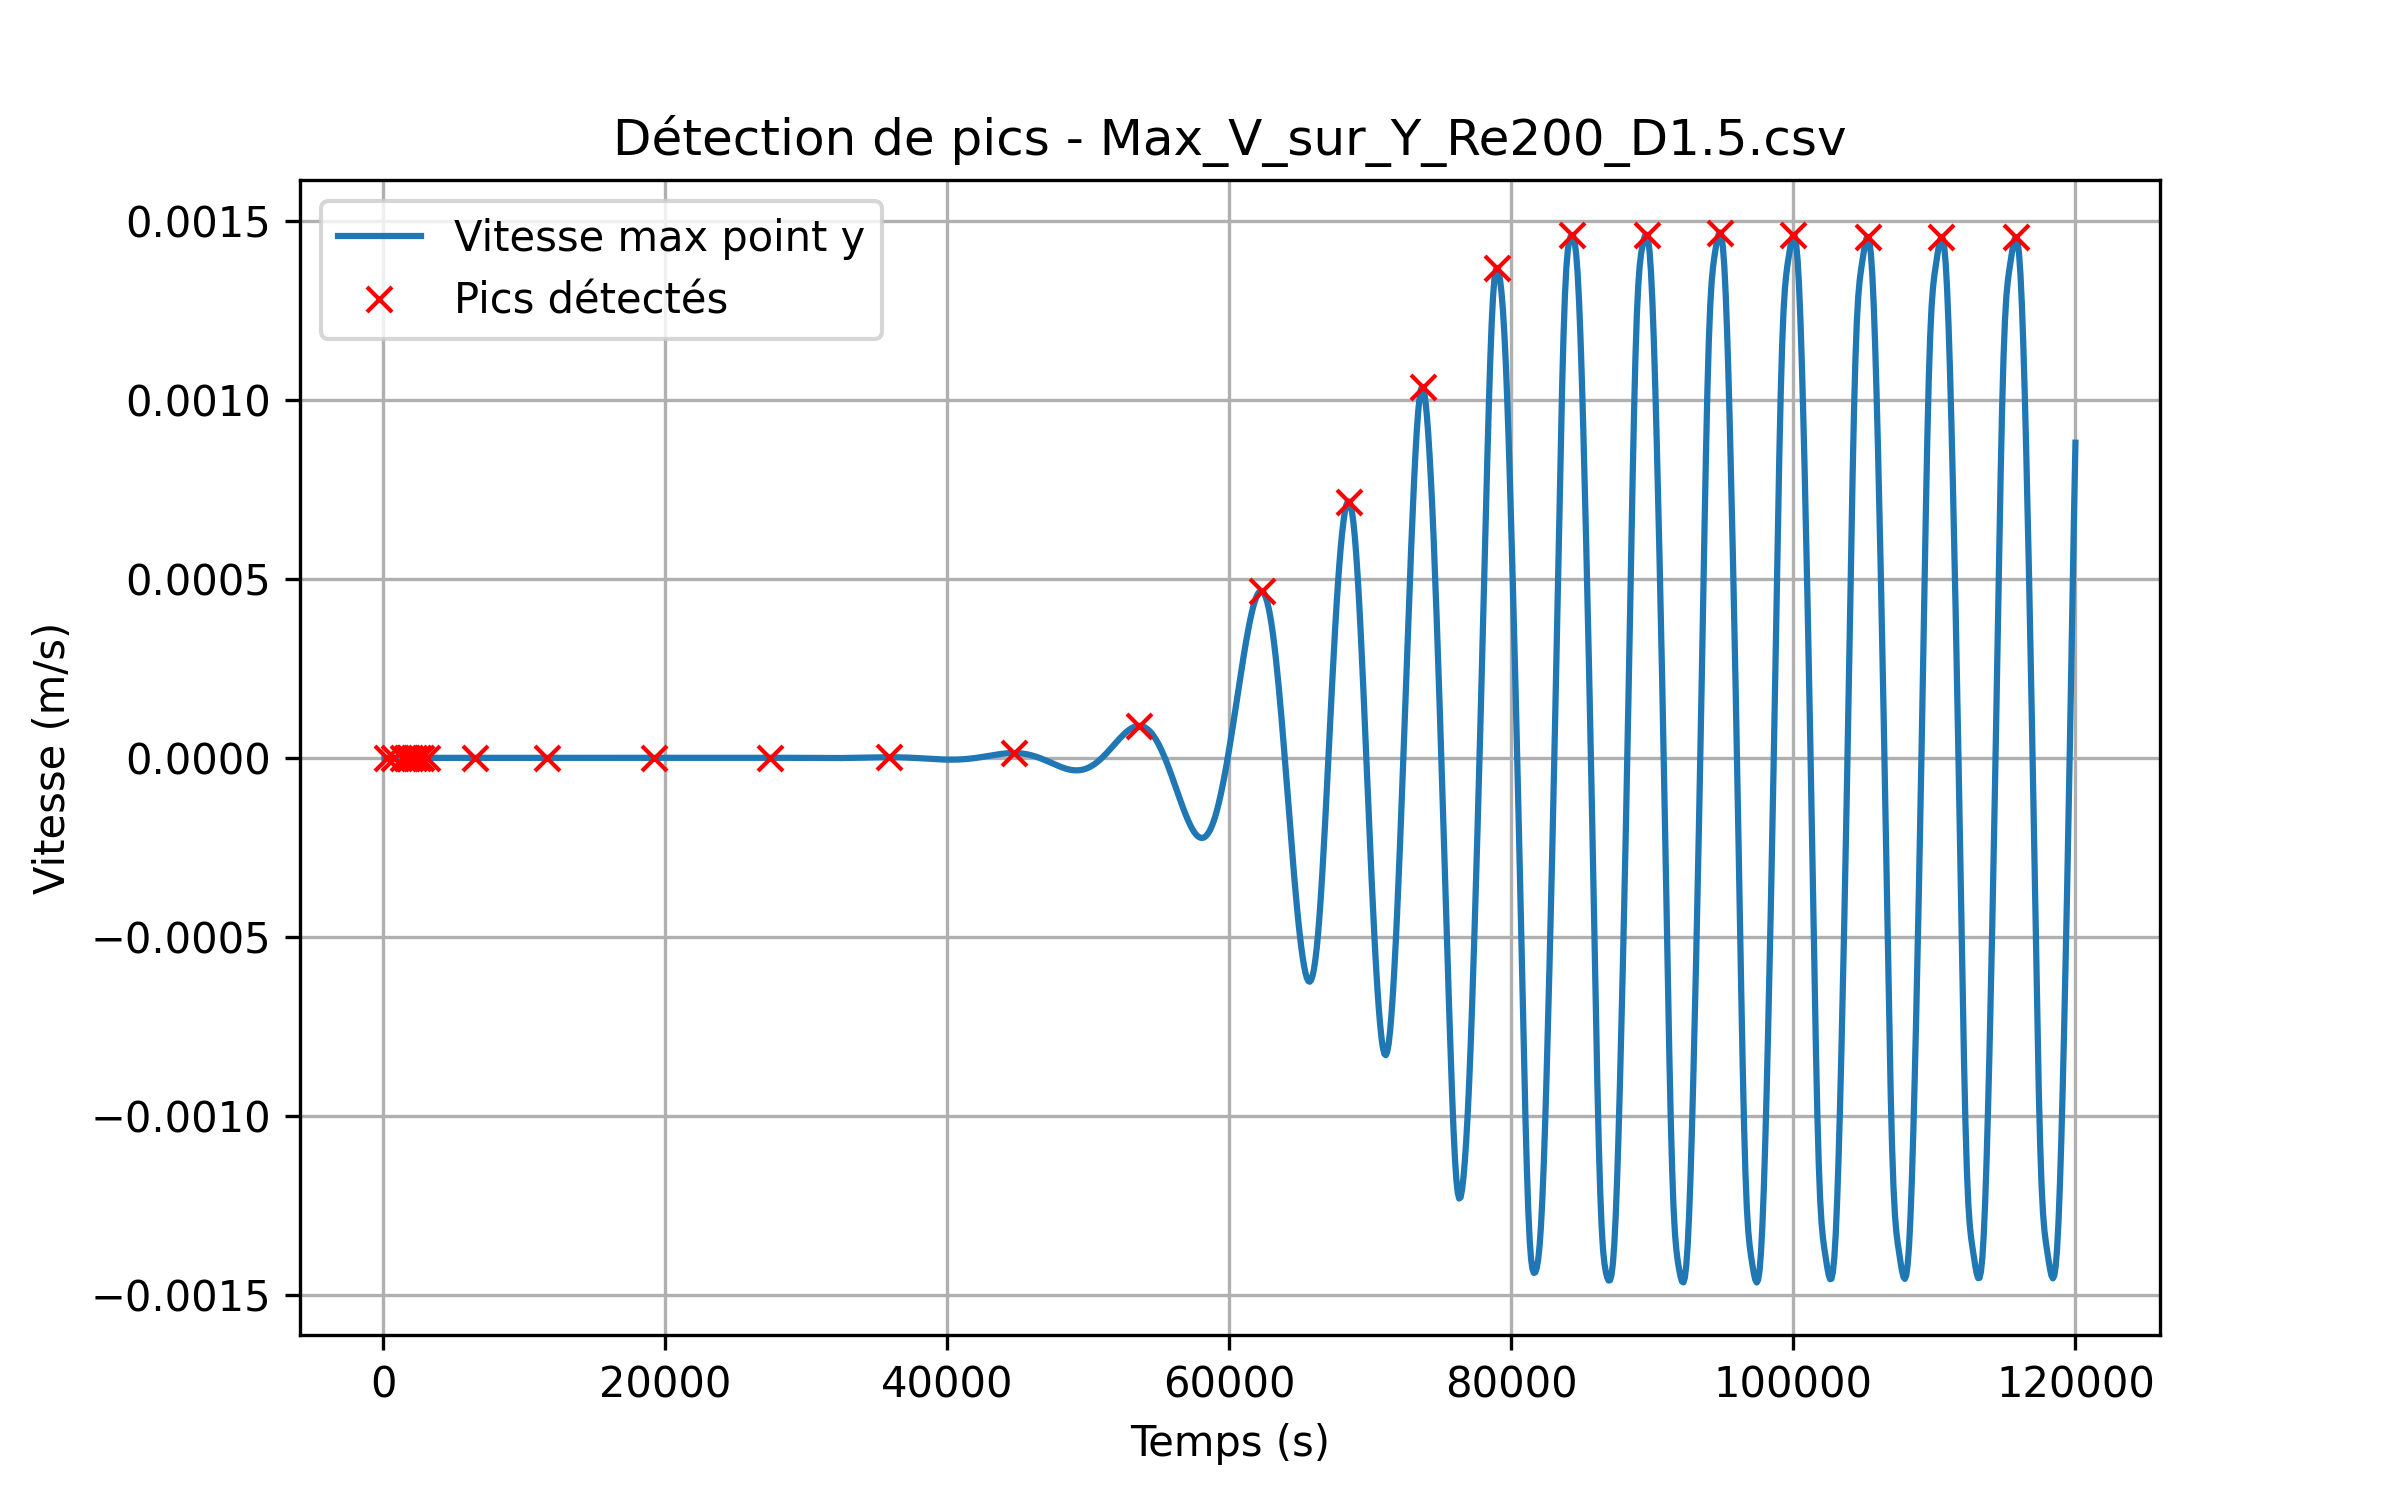 Détection de pics - Max_V_sur_Y_Re200_D1.5.csv
Vitesse max point y
Pics détectés
Vitesse (m/s)
0.0015
0.0010
0.0005
0.0000
−0.0005
−0.0010
−0.0015
0 20000 40000 60000 80000 100000 120000
Temps (s)